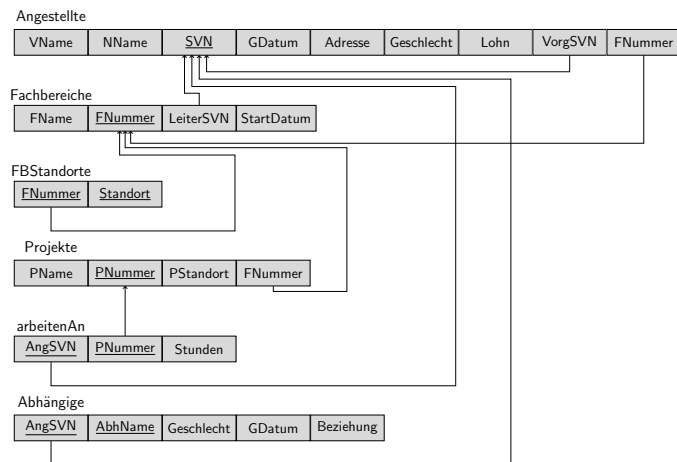 Angestellte
VName NName SVN GDatum Adresse Geschlecht Lohn VorgSVN FNummer
Fachbereiche
FName FNummer LeiterSVN StartDatum
FBStandorte
FNummer Standort
Projekte
PName PNummer PStandort FNummer
arbeitenAn
AngSVN PNummer Stunden
Abhängige
AngSVN AbhName Geschlecht GDatum Beziehung